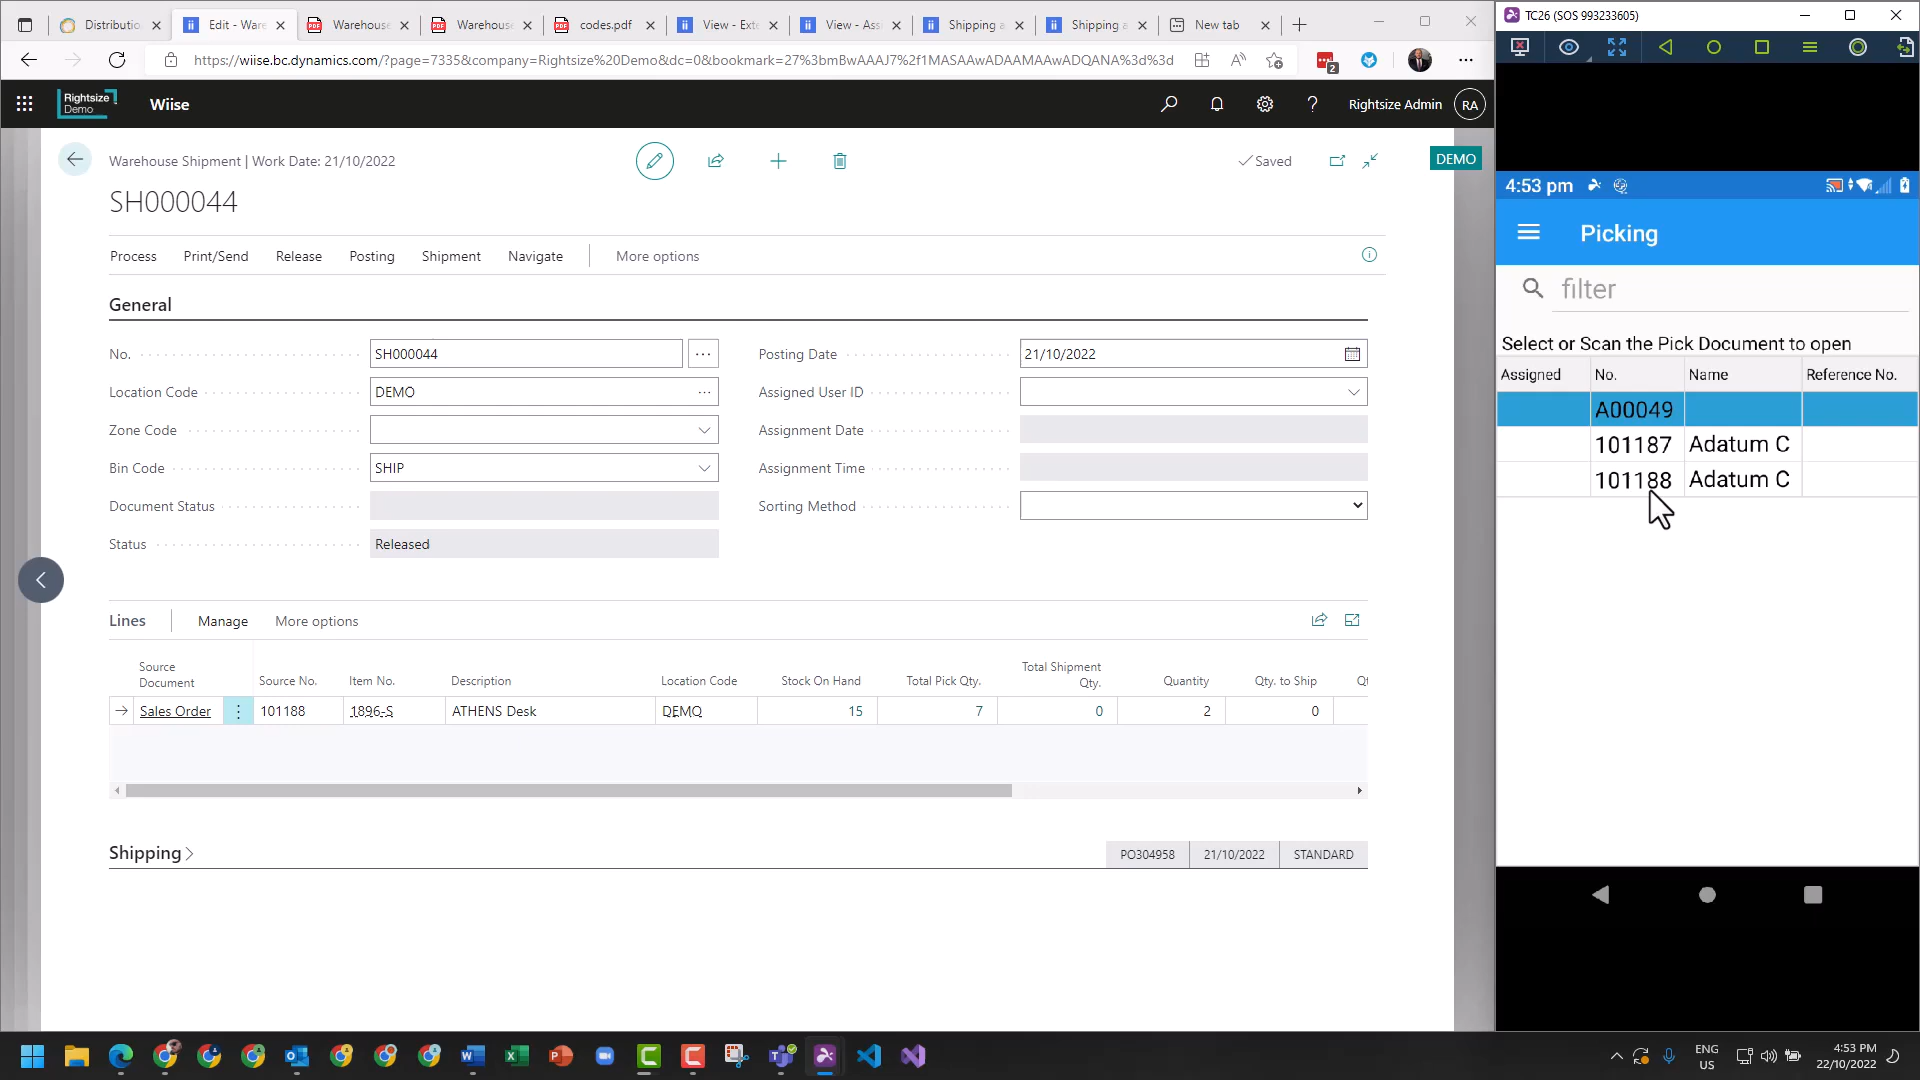 Distributio
Edit - Ware
Warehouse
Warehouse
codes.pdf
View - Exte
View - Ass
Shipping a
Shipping a
New tab
https://wiise.bc.dynamics.com/?page=7335&company=Rightsize%20Demo&dc=0&bookmark=27%3bmBwAAAJ7%2f1MASAAwADAAMAAwADQANA%3d%3d
2
Rightsize
Demo
Wiise
Rightsize Admin
RA
Warehouse Shipment | Work Date: 21/10/2022
Saved
DEMO
SH000044
Process
Print/Send
Release
Posting
Shipment
Navigate
More options
General
No.
SH000044
Posting Date
21/10/2022
Location Code
DEMO
Assigned User ID
Zone Code
Assignment Date
Bin Code
SHIP
Assignment Time
Document Status
Sorting Method
Status
Released
Lines
Manage
More options
Source
Document
Source No.
Item No.
Description
Location Code
Stock On Hand
Total Pick Qty.
Total Shipment
Qty.
Quantity
Qty. to Ship
Sales Order
101188
1896-S
ATHENS Desk
DEMO
15
7
0
2
0
Shipping
PO304958
21/10/2022
STANDARD
TC26 (SOS 993233605)
4:53 pm
Picking
filter
Select or Scan the Pick Document to open
Assigned
No.
Name
Reference No.
A00049
101187
Adatum C
101188
Adatum C
ENG
US
4:53 PM
22/10/2022